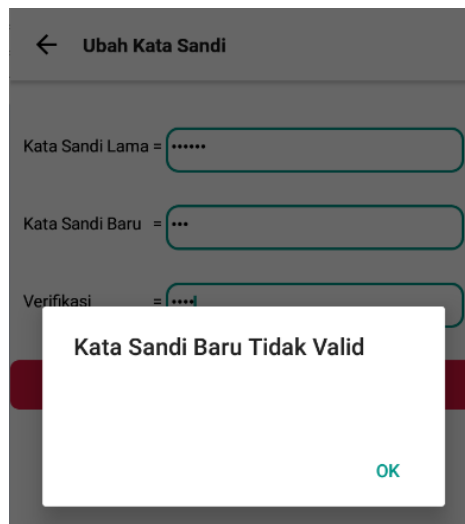 ← Ubah Kata Sandi
Kata Sandi Lama = ••••••
Kata Sandi Baru = •••
Verifikasi = ••••
Kata Sandi Baru Tidak Valid
OK